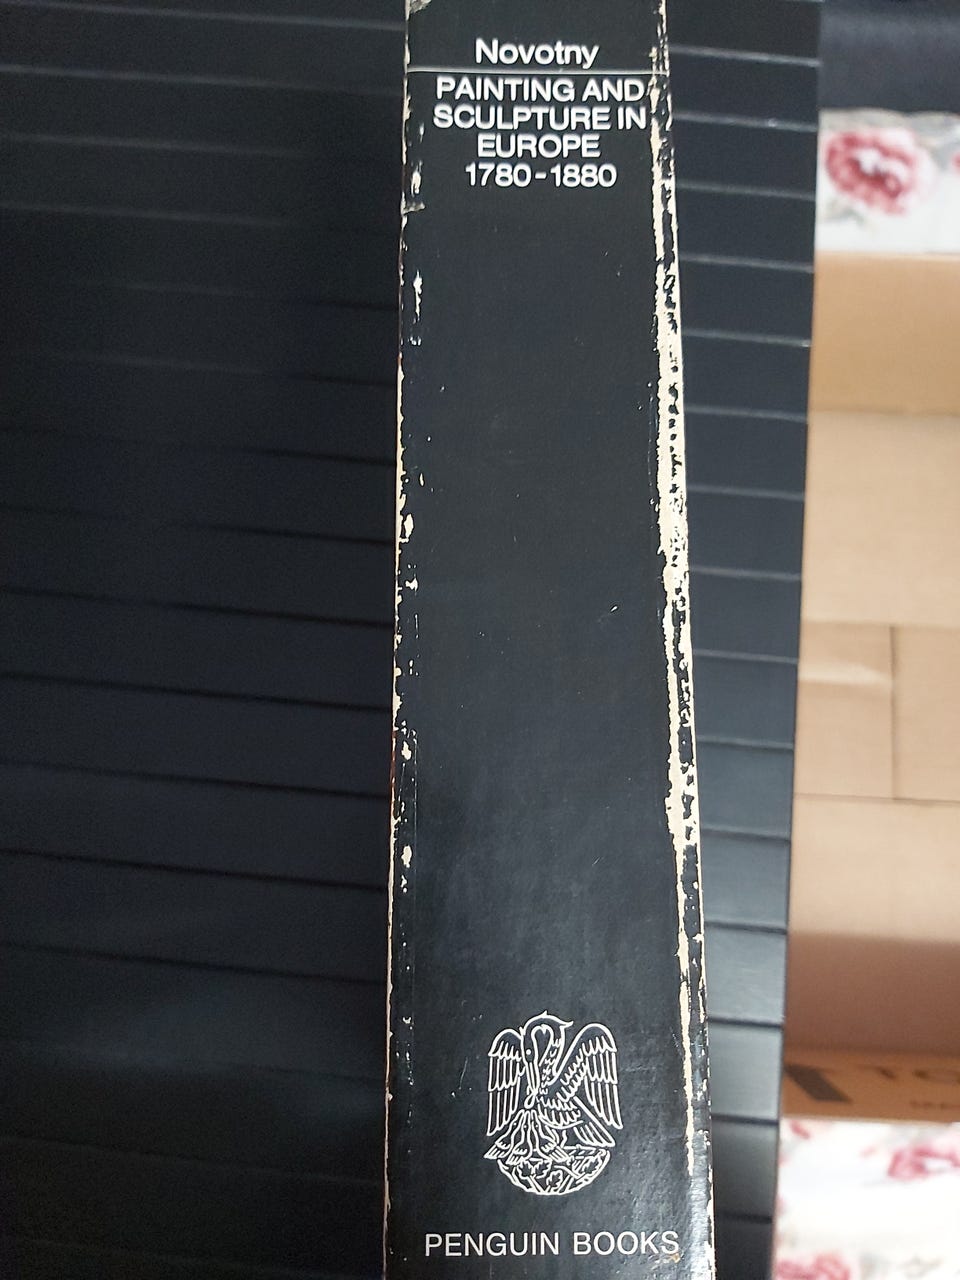 Novotny
PAINTING AND
SCULPTURE IN
EUROPE
1780-1880
PENGUIN BOOKS